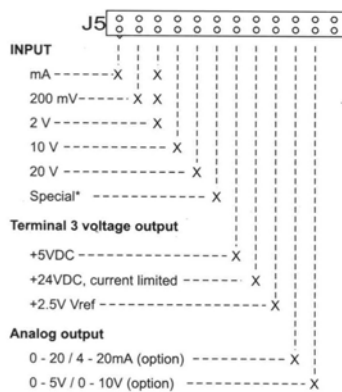 J5
INPUT
mA X X
200 mV X X
2 V X
10 V X
20 V X
Special* X
Terminal 3 voltage output
+5VDC X
+24VDC, current limited X
+2.5V Vref X
Analog output
0 - 20 / 4 - 20mA (option) X
0 - 5V / 0 - 10V (option) X